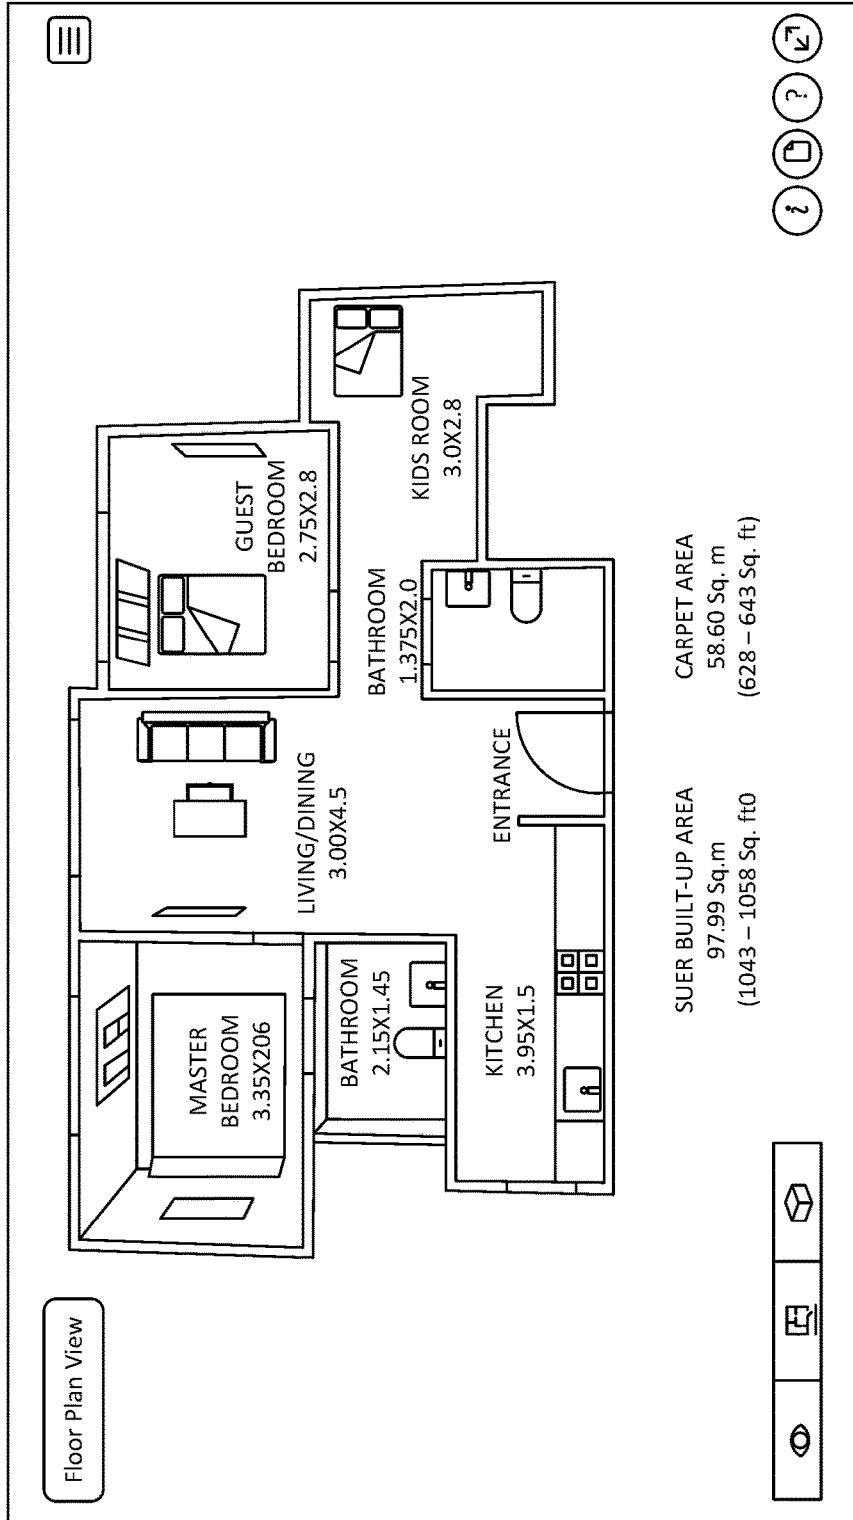 Floor Plan View
MASTER
BEDROOM
3.35X206
LIVING/DINING
3.00X4.5
GUEST
BEDROOM
2.75X2.8
BATHROOM
2.15X1.45
BATHROOM
1.375X2.0
KIDS ROOM
3.0X2.8
KITCHEN
3.95X1.5
ENTRANCE
SUER BUILT-UP AREA
97.99 Sq.m
(1043 – 1058 Sq. ft0
CARPET AREA
58.60 Sq. m
(628 – 643 Sq. ft)
i
?